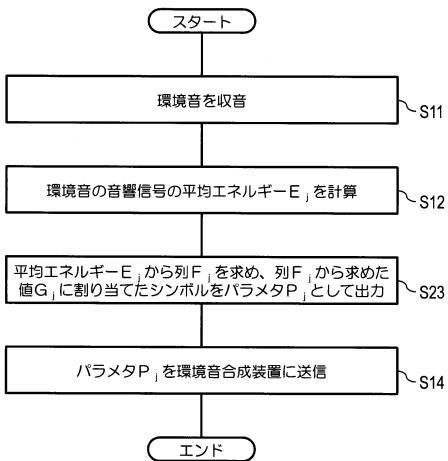 スタート
環境音を収音
S11
環境音の音響信号の平均エネルギーE j を計算
S12
平均エネルギーE j から列F j を求め、列F j から求めた
値G j に割り当てたシンボルをパラメタP j として出力
S23
パラメタP j を環境音合成装置に送信
S14
エンド